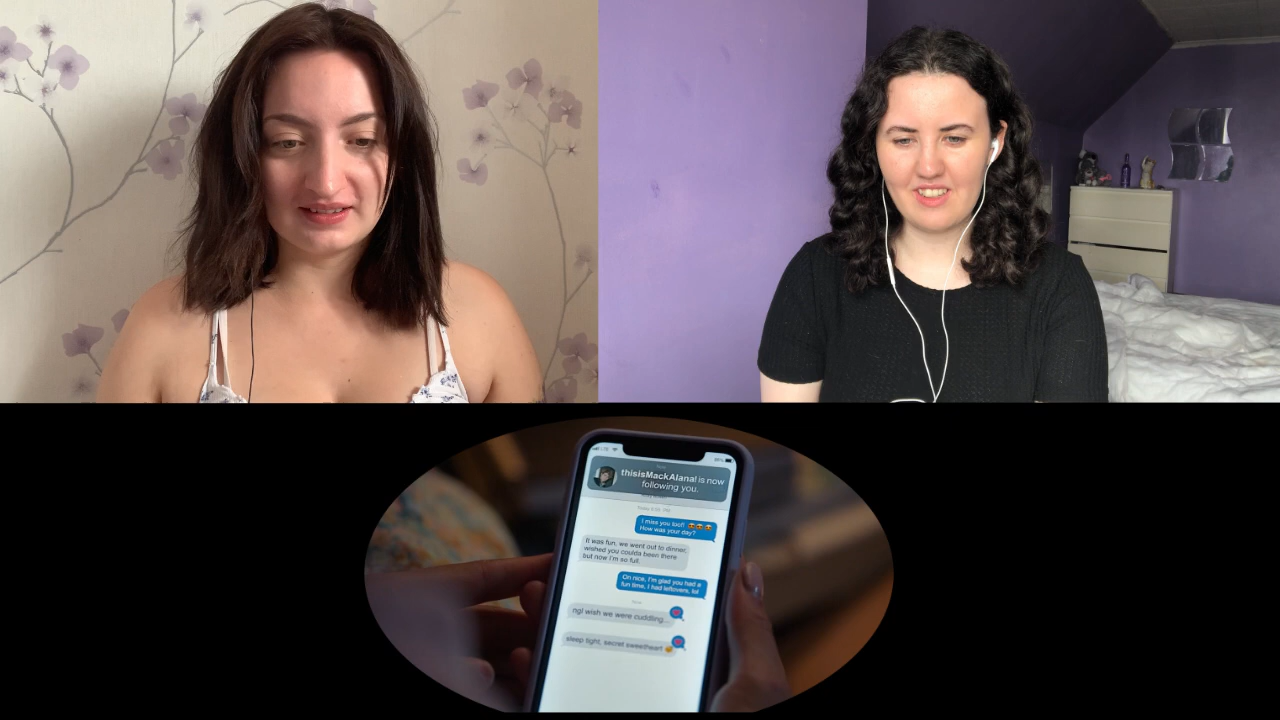 thisisMackAlana! is now
following you.
I miss you too!! 😍😍😍
How was your day?
It was fun, we went out to dinner,
wished you coulda been there
but now I'm so full.
Oh nice, I'm glad you had a
fun time, I had leftovers, lol
Now
ngl wish we were cuddling...
sleep tight, secret sweetheart 😘